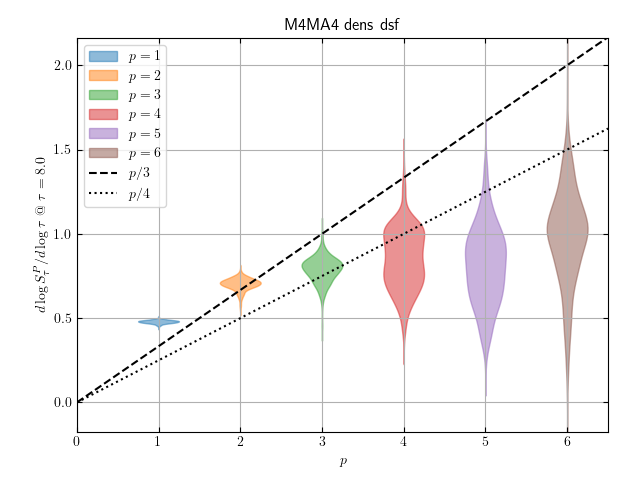 M4MA4 dens dsf
d log S_τ^P / d log τ @ τ = 8.0
2.0
1.5
1.0
0.5
0.0
p = 1
p = 2
p = 3
p = 4
p = 5
p = 6
p/3
p/4
0 1 2 3 4 5 6
p